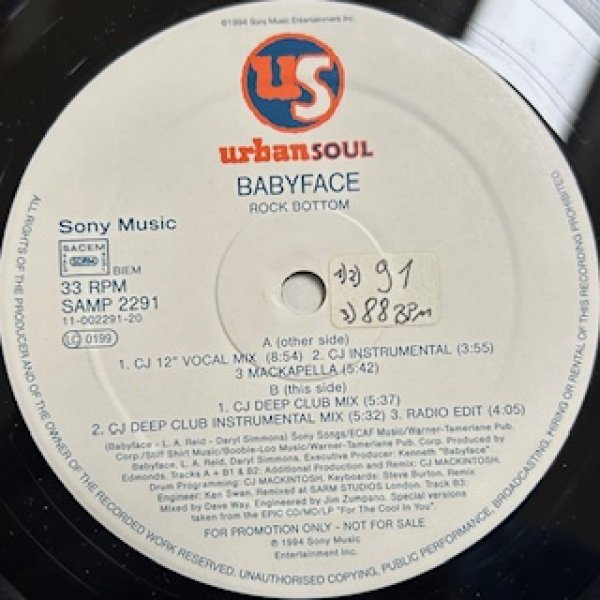 ℗1994 Sony Music Entertainment Inc.
us
urbansoul
BABYFACE
ROCK BOTTOM
Sony Music
SACEM
BIEM
33 RPM
SAMP 2291
11-002291-20
LC 0199
1)2) 91
3) 88 BPM
A (other side)
1. CJ 12" VOCAL MIX (8:54) 2. CJ INSTRUMENTAL (3:55)
3 MACKAPELLA (5:42)
B (this side)
1. CJ DEEP CLUB MIX (5:37)
2. CJ DEEP CLUB INSTRUMENTAL MIX (5:32) 3. RADIO EDIT (4:05)
(Babyface - L. A. Reid - Daryl Simmons) Sony Songs/ECAF Music/Warner-Tamerlane Pub.
Corp./Stiff Shirt Music/Boobie-Loo Music/Warner-Tamerlane Pub. Corp. Produced by
Babyface, L. A. Reid, Daryl Simmons. Executive Producer: Kenneth "Babyface"
Edmonds. Tracks A + B1 & B2: Additional Production and Remix: CJ MACKINTOSH.
Drum Programming: CJ MACKINTOSH, Keyboards: Steve Burton, Remix
Engineer: Ken Swan, Remixed at SARM STUDIOS London. Track B3:
Mixed by Dave Way, Engineered by Jim Zumpano. Special versions
taken from the EPIC CD/MC/LP "For The Cool In You".
FOR PROMOTION ONLY - NOT FOR SALE
℗ 1994 Sony Music
Entertainment Inc.
ALL RIGHTS OF THE PRODUCER AND OF THE OWNER OF THE RECORDED WORK RESERVED. UNAUTHORISED COPYING, PUBLIC PERFORMANCE, BROADCASTING, HIRING OR RENTAL OF THIS RECORDING PROHIBITED.